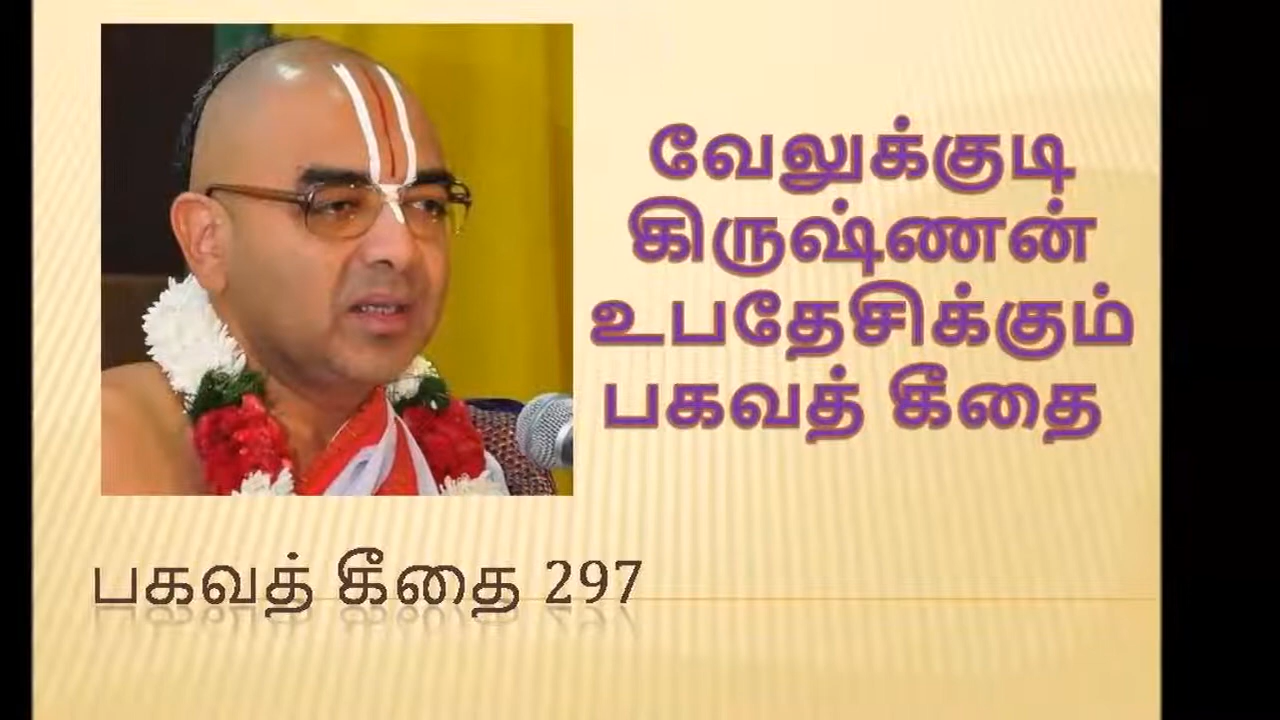 வேலுக்குடி
கிருஷ்ணன்
உபதேசிக்கும்
பகவத் கீதை
பகவத் கீதை 297